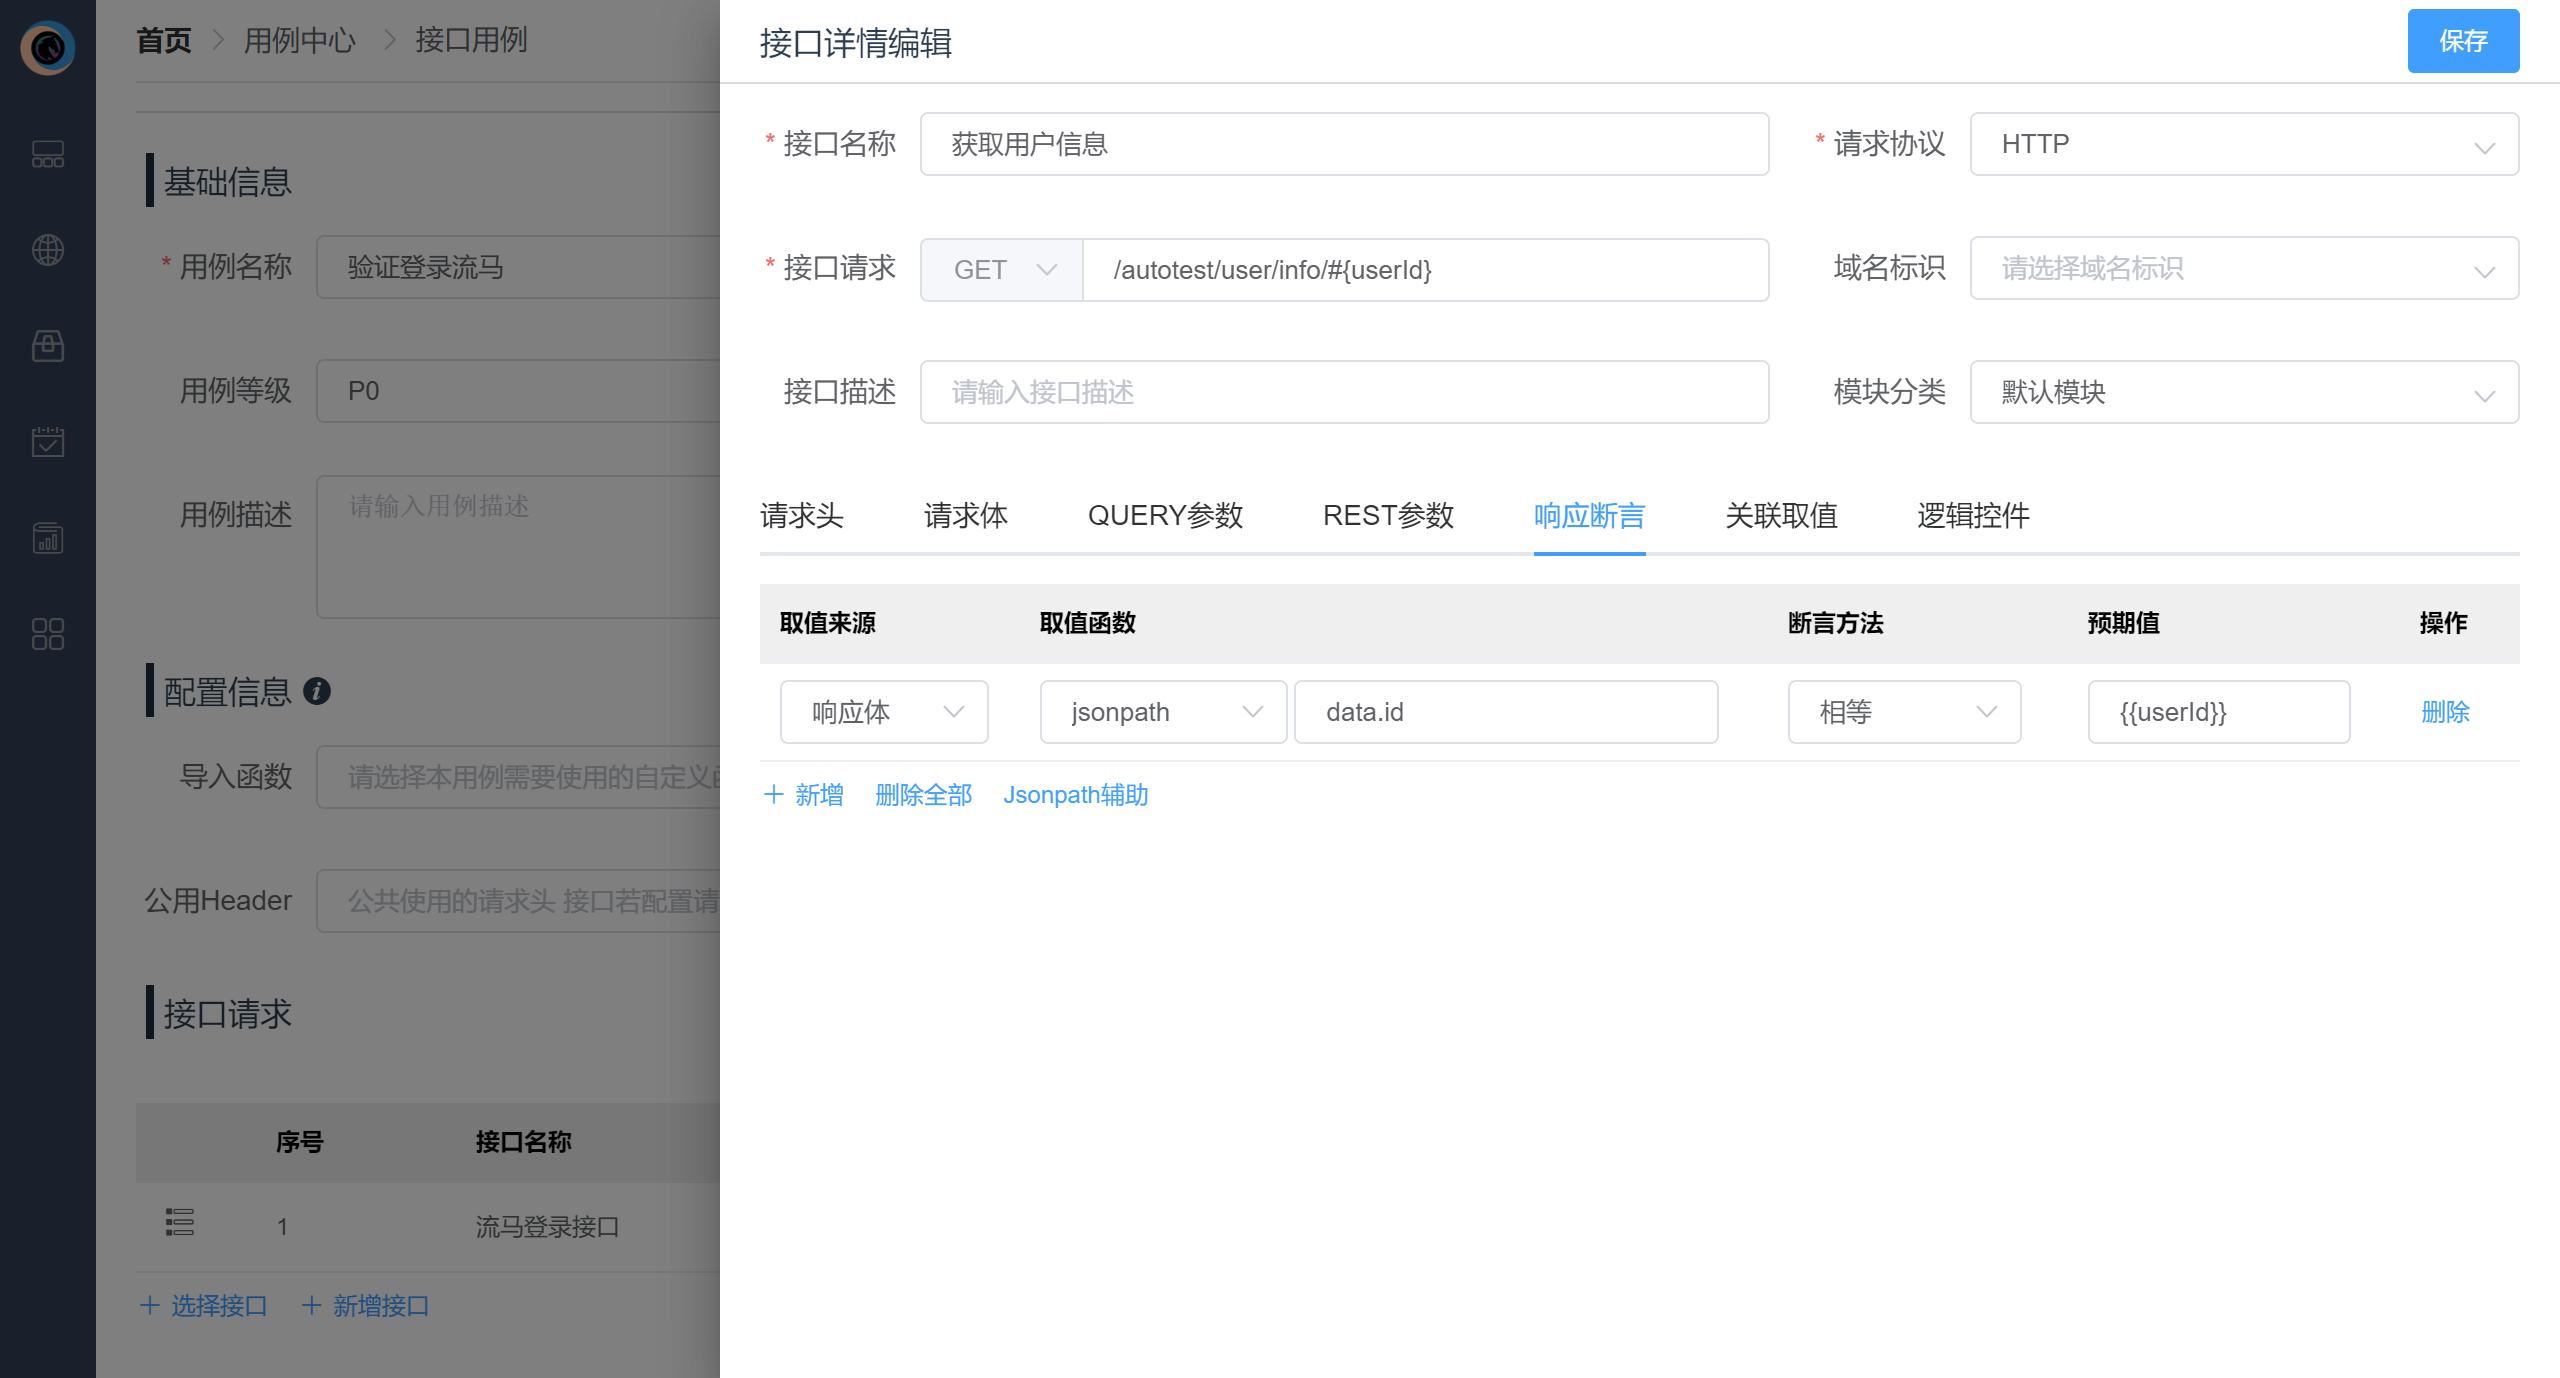 首页 > 用例中心 > 接口用例
基础信息
* 用例名称 验证登录流马
用例等级 P0
用例描述 请输入用例描述
配置信息
导入函数 请选择本用例需要使用的自定义
公用Header 公共使用的请求头 接口若配置请
接口请求
序号 接口名称
1 流马登录接口
+ 选择接口 + 新增接口
接口详情编辑 保存
* 接口名称 获取用户信息 * 请求协议 HTTP
* 接口请求 GET /autotest/user/info/#{userId} 域名标识 请选择域名标识
接口描述 请输入接口描述 模块分类 默认模块
请求头 请求体 QUERY参数 REST参数 响应断言 关联取值 逻辑控件
取值来源 取值函数 断言方法 预期值 操作
响应体 jsonpath data.id 相等 {{userId}} 删除
+ 新增 删除全部 Jsonpath辅助